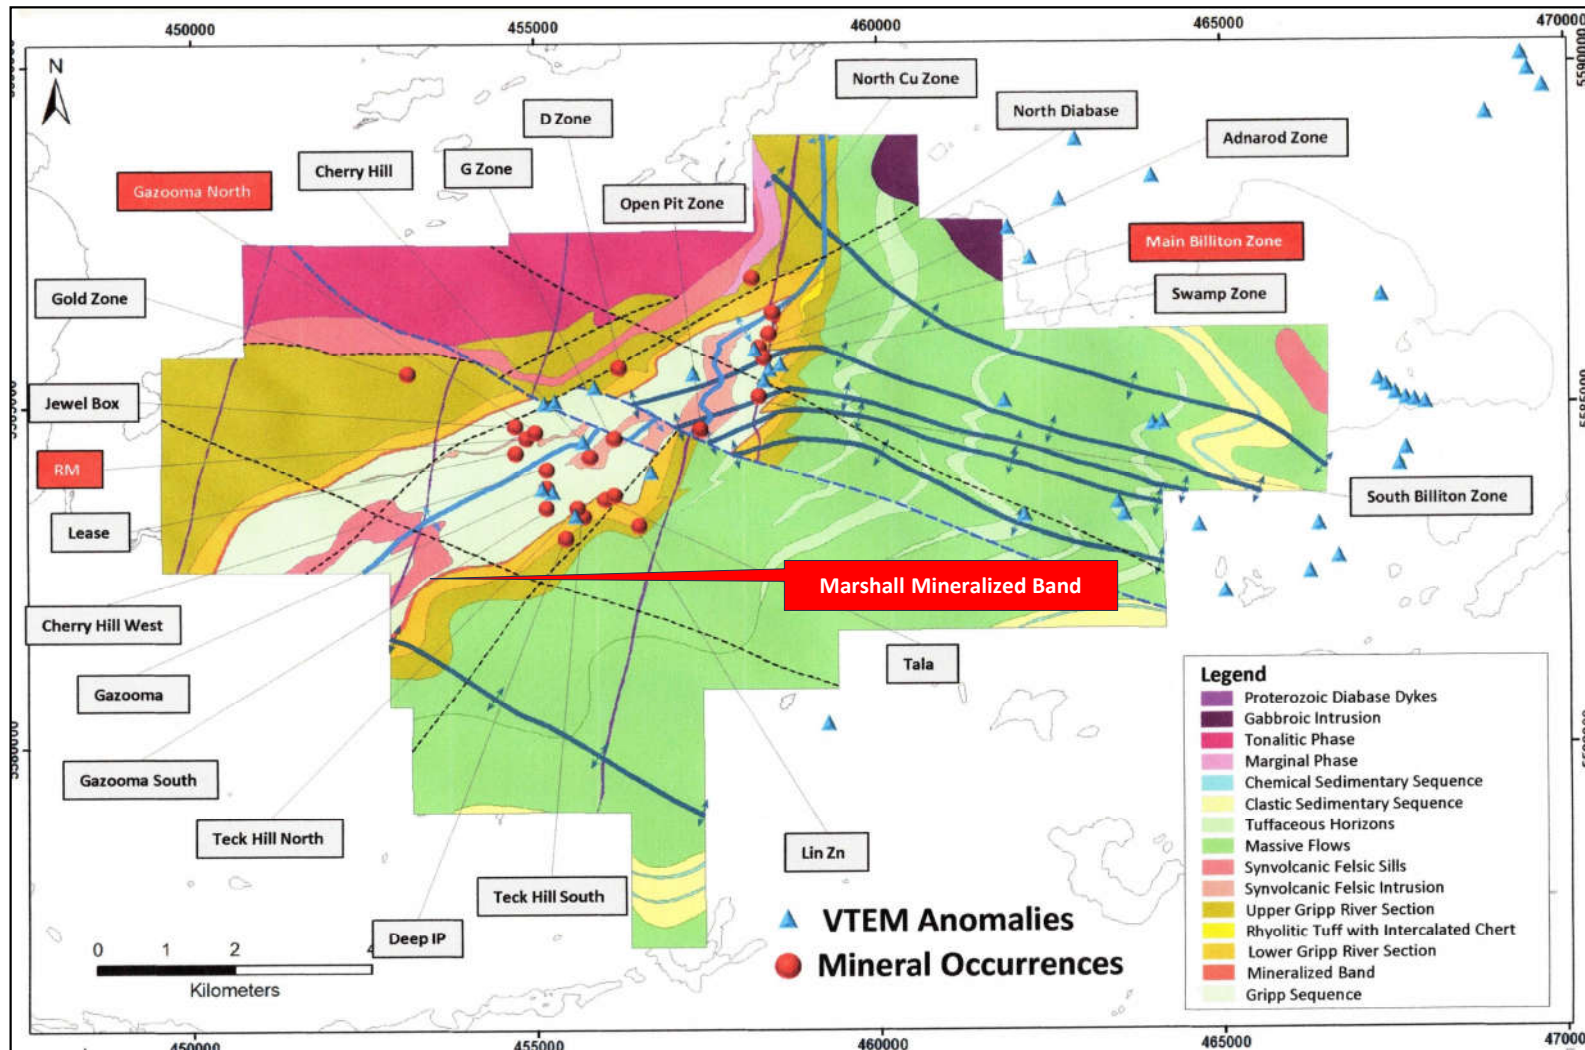 450000
455000
460000
465000
470000
5590000
N
North Cu Zone
D Zone
North Diabase
Adnarod Zone
Cherry Hill
G Zone
Gazooma North
Open Pit Zone
Main Billiton Zone
Gold Zone
Swamp Zone
Jewel Box
5585000
RM
South Billiton Zone
Lease
Marshall Mineralized Band
Cherry Hill West
Tala
Gazooma
Legend
Proterozoic Diabase Dykes
Gabbroic Intrusion
Tonalitic Phase
Marginal Phase
Chemical Sedimentary Sequence
Clastic Sedimentary Sequence
Tuffaceous Horizons
Massive Flows
Synvolcanic Felsic Sills
Synvolcanic Felsic Intrusion
Upper Gripp River Section
Rhyolitic Tuff with Intercalated Chert
Lower Gripp River Section
Mineralized Band
Gripp Sequence
5580000
Gazooma South
Teck Hill North
Lin Zn
Teck Hill South
Deep IP
VTEM Anomalies
Mineral Occurrences
0 1 2 4
Kilometers
450000
455000
460000
465000
470000